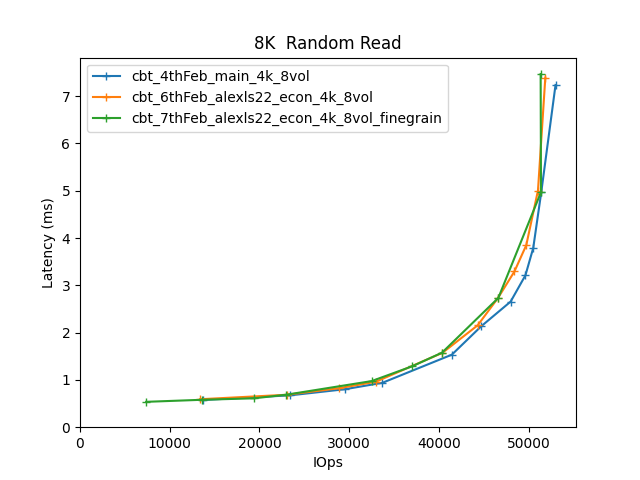 8K  Random Read
cbt_4thFeb_main_4k_8vol
cbt_6thFeb_alexls22_econ_4k_8vol
cbt_7thFeb_alexls22_econ_4k_8vol_finegrain
Latency (ms)
7
6
5
4
3
2
1
0
0 10000 20000 30000 40000 50000
IOps